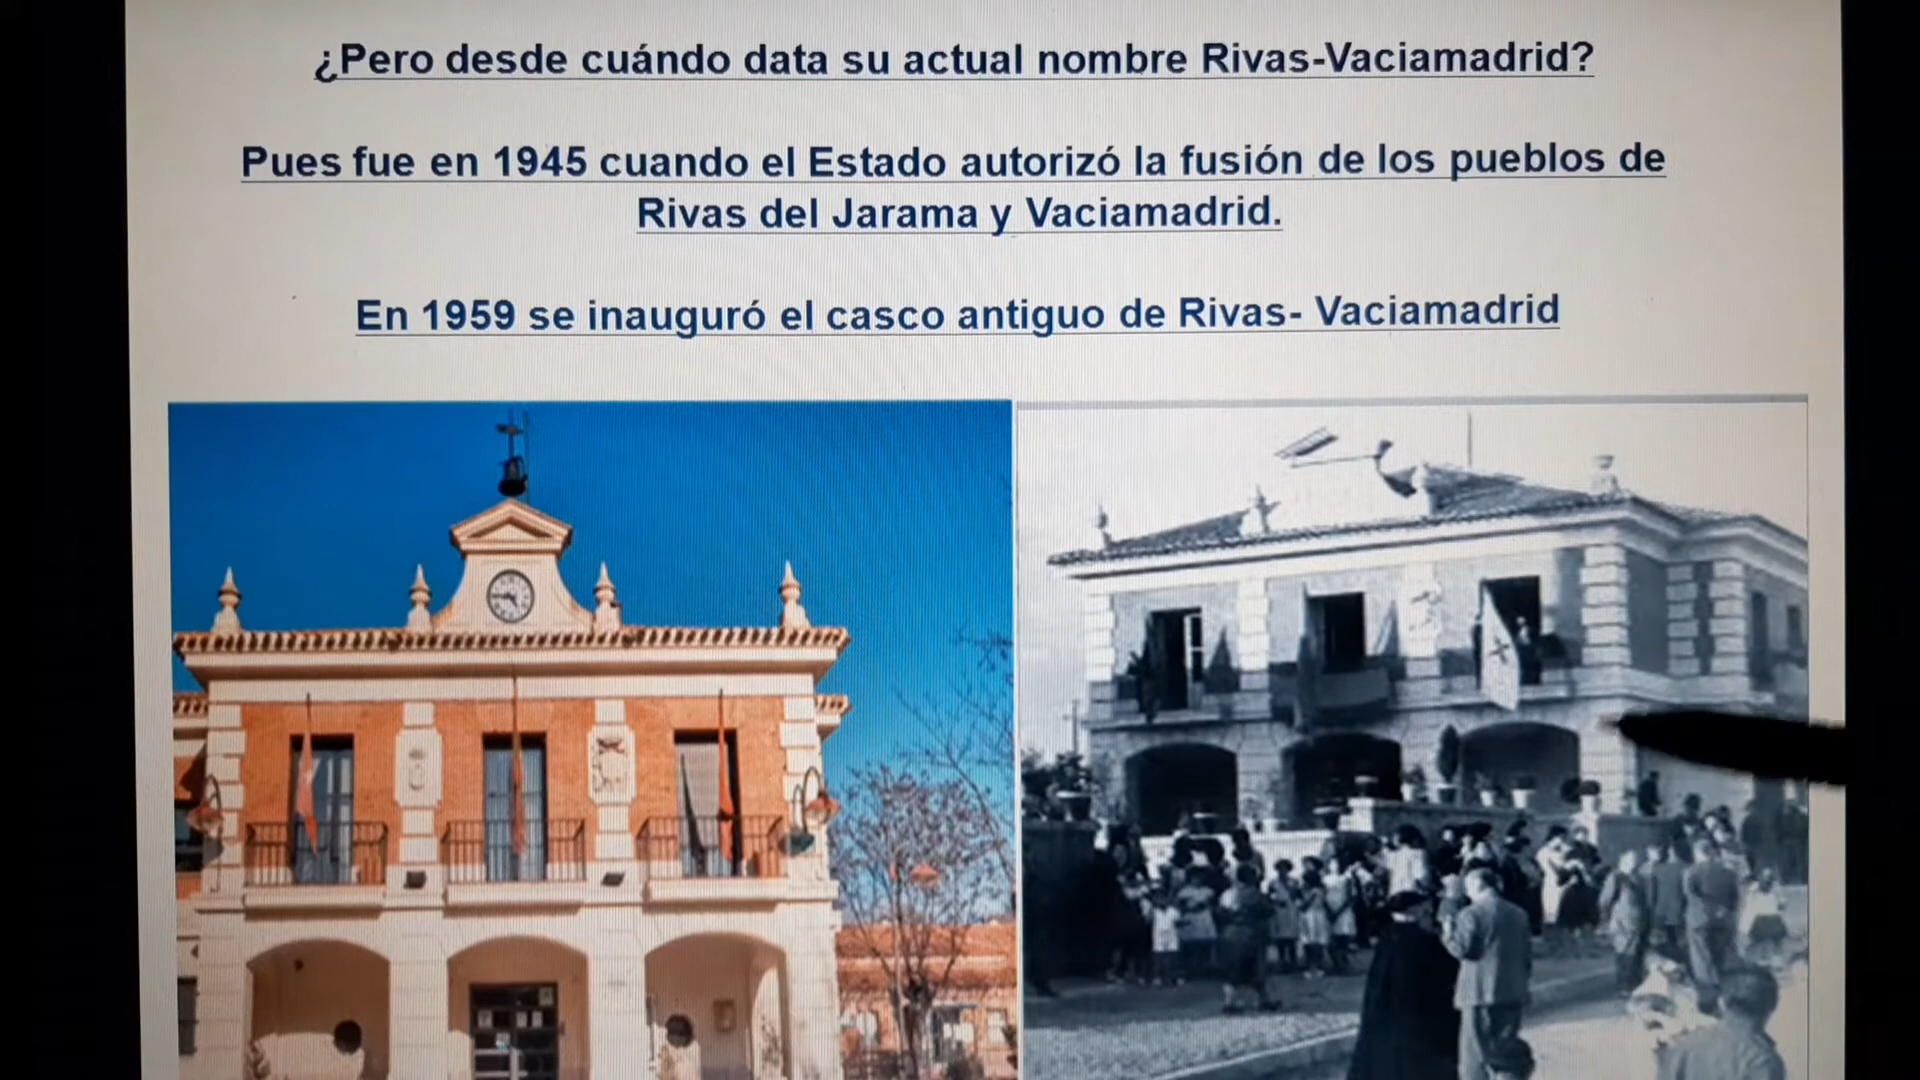 ¿Pero desde cuándo data su actual nombre Rivas-Vaciamadrid?
Pues fue en 1945 cuando el Estado autorizó la fusión de los pueblos de
Rivas del Jarama y Vaciamadrid.
En 1959 se inauguró el casco antiguo de Rivas- Vaciamadrid